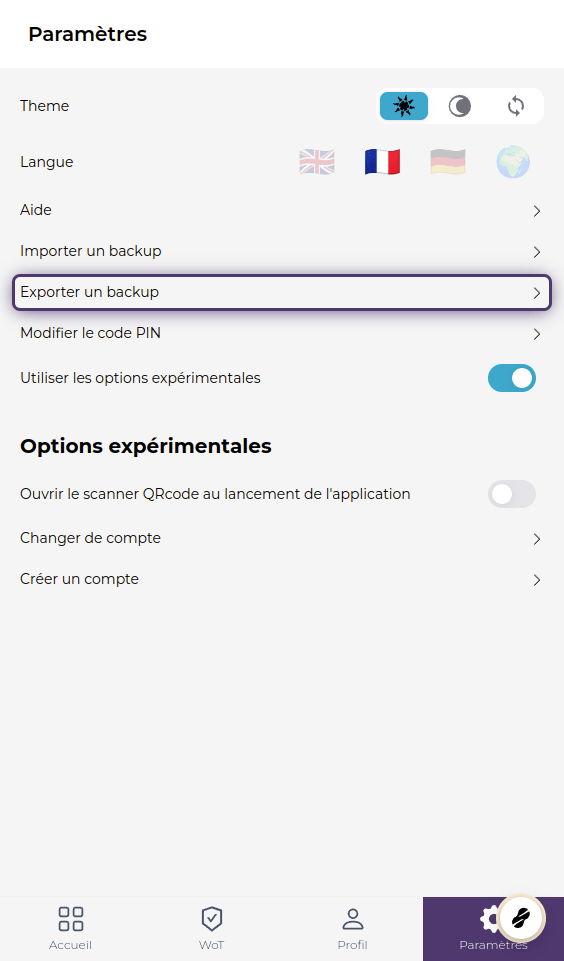 Paramètres
Theme
Langue
Aide
Importer un backup
Exporter un backup
Modifier le code PIN
Utiliser les options expérimentales
Options expérimentales
Ouvrir le scanner QRcode au lancement de l'application
Changer de compte
Créer un compte
Accueil WoT Profil Paramètres